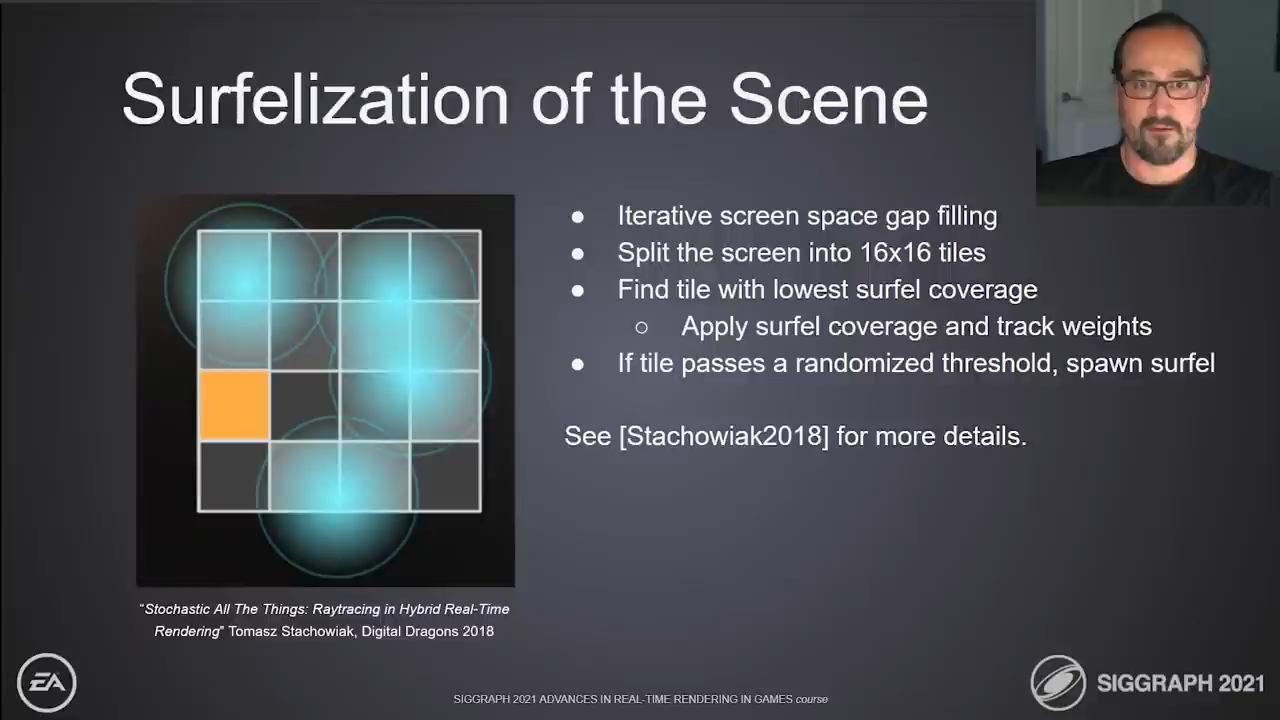 Surfelization of the Scene
● Iterative screen space gap filling
● Split the screen into 16x16 tiles
● Find tile with lowest surfel coverage
○ Apply surfel coverage and track weights
● If tile passes a randomized threshold, spawn surfel
See [Stachowiak2018] for more details.
“Stochastic All The Things: Raytracing in Hybrid Real-Time
Rendering” Tomasz Stachowiak, Digital Dragons 2018
EA
SIGGRAPH 2021 ADVANCES IN REAL-TIME RENDERING IN GAMES course
SIGGRAPH 2021